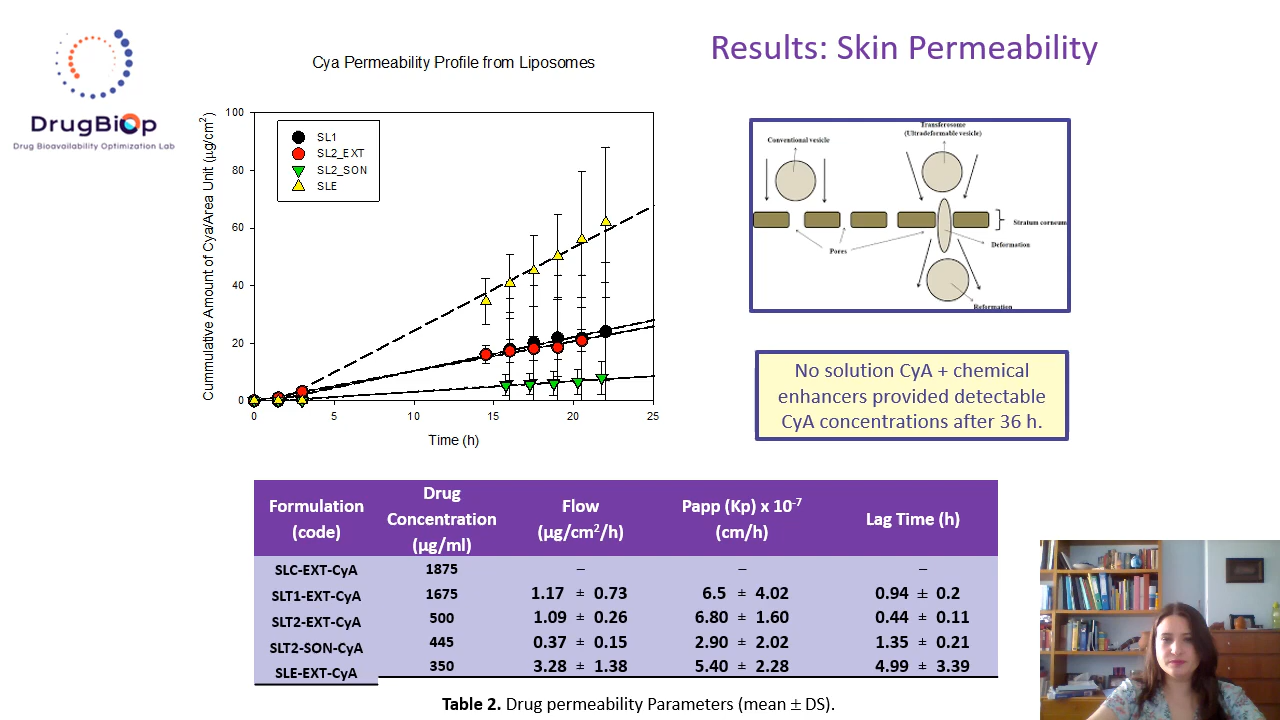 Results: Skin Permeability
DrugBiOp
Drug Bioavailability Optimization Lab
Cya Permeability Profile from Liposomes
Cummulative Amount of Cya/Area Unit (µg/cm²)
100
80
60
40
20
0
SL1
SL2_EXT
SL2_SON
SLE
0 5 10 15 20 25
Time (h)
Transferosome
(Ultradeformable vesicle)
Conventional vesicle
Stratum corneum
Pores
Deformation
Reformation
No solution CyA + chemical
enhancers provided detectable
CyA concentrations after 36 h.
Formulation (code) Drug Concentration (µg/ml) Flow (µg/cm²/h) Papp (Kp) x 10⁻⁷ (cm/h) Lag Time (h)
SLC-EXT-CyA 1875 – – –
SLT1-EXT-CyA 1675 1.17 ± 0.73 6.5 ± 4.02 0.94 ± 0.2
SLT2-EXT-CyA 500 1.09 ± 0.26 6.80 ± 1.60 0.44 ± 0.11
SLT2-SON-CyA 445 0.37 ± 0.15 2.90 ± 2.02 1.35 ± 0.21
SLE-EXT-CyA 350 3.28 ± 1.38 5.40 ± 2.28 4.99 ± 3.39
Table 2. Drug permeability Parameters (mean ± DS).